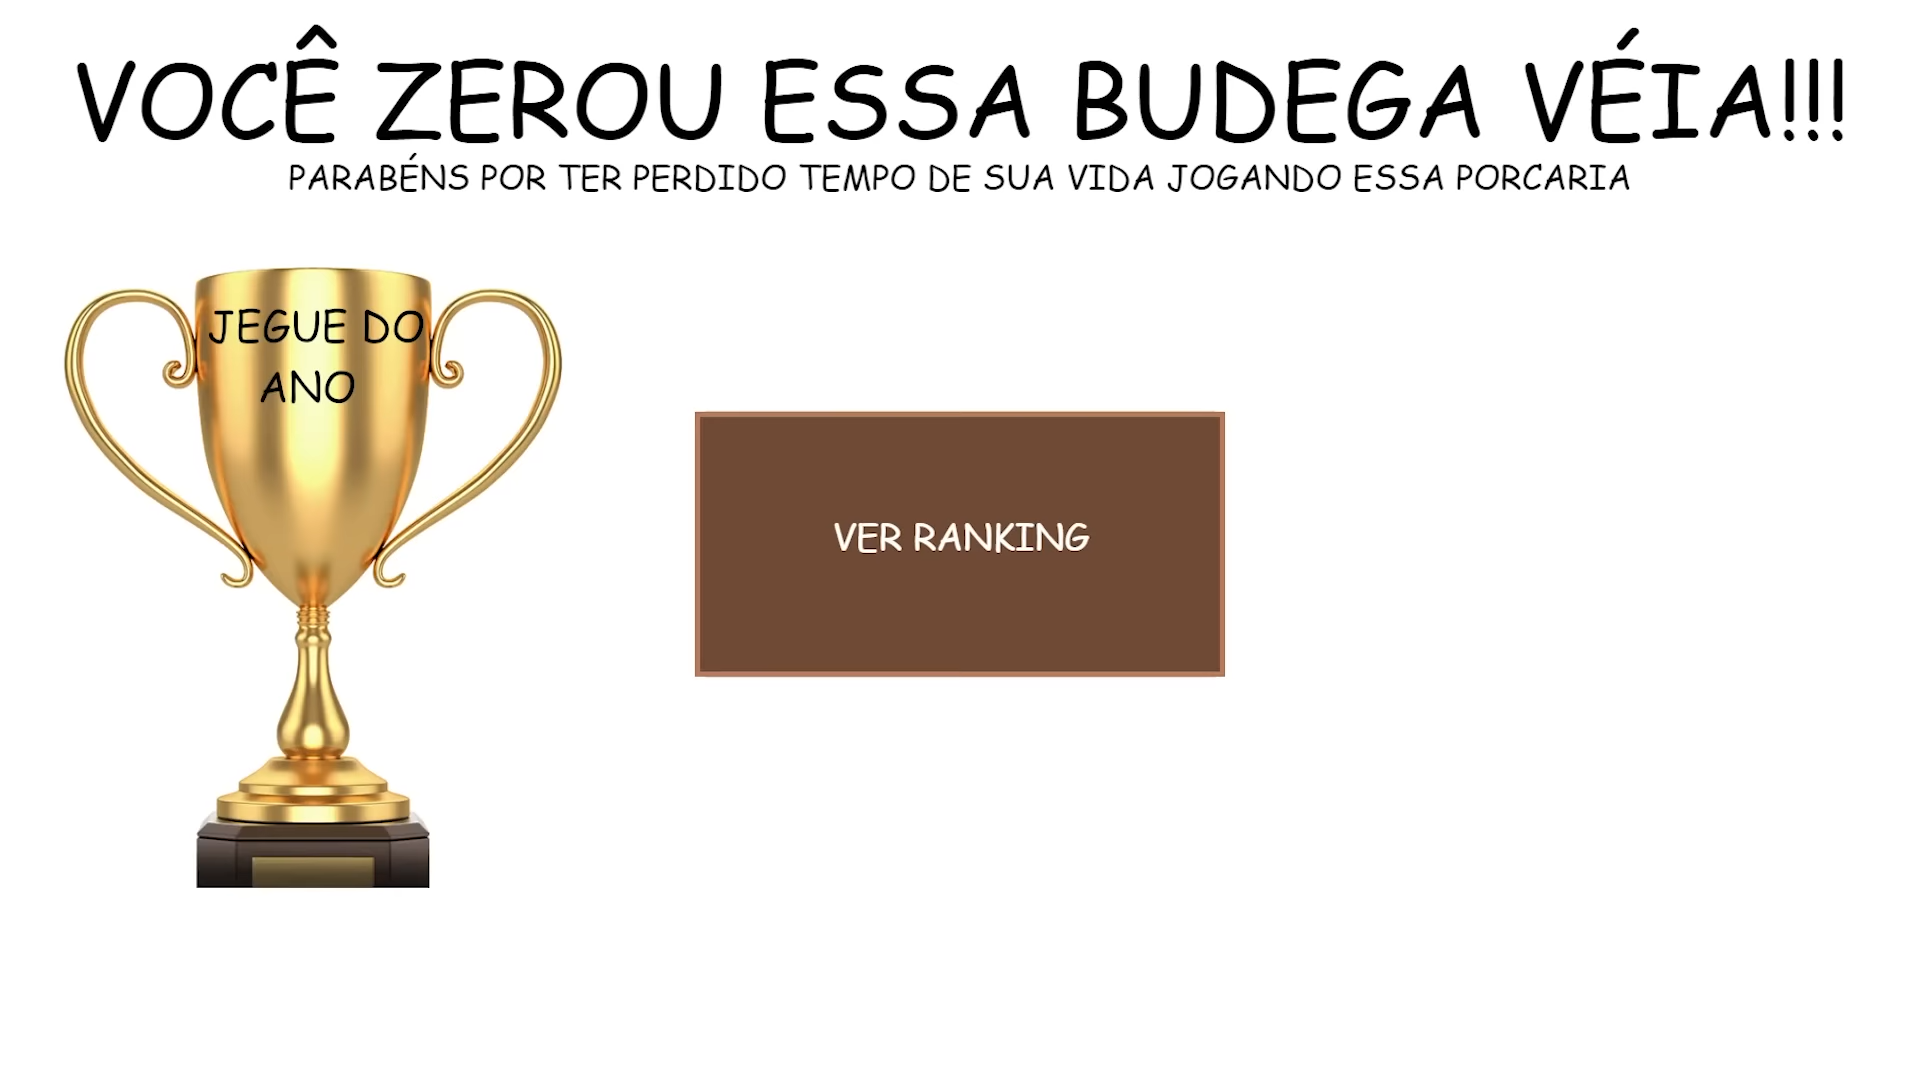 VOCÊ ZEROU ESSA BUDEGA VÉIA!!!
PARABÉNS POR TER PERDIDO TEMPO DE SUA VIDA JOGANDO ESSA PORCARIA
JEGUE DO
ANO
VER RANKING